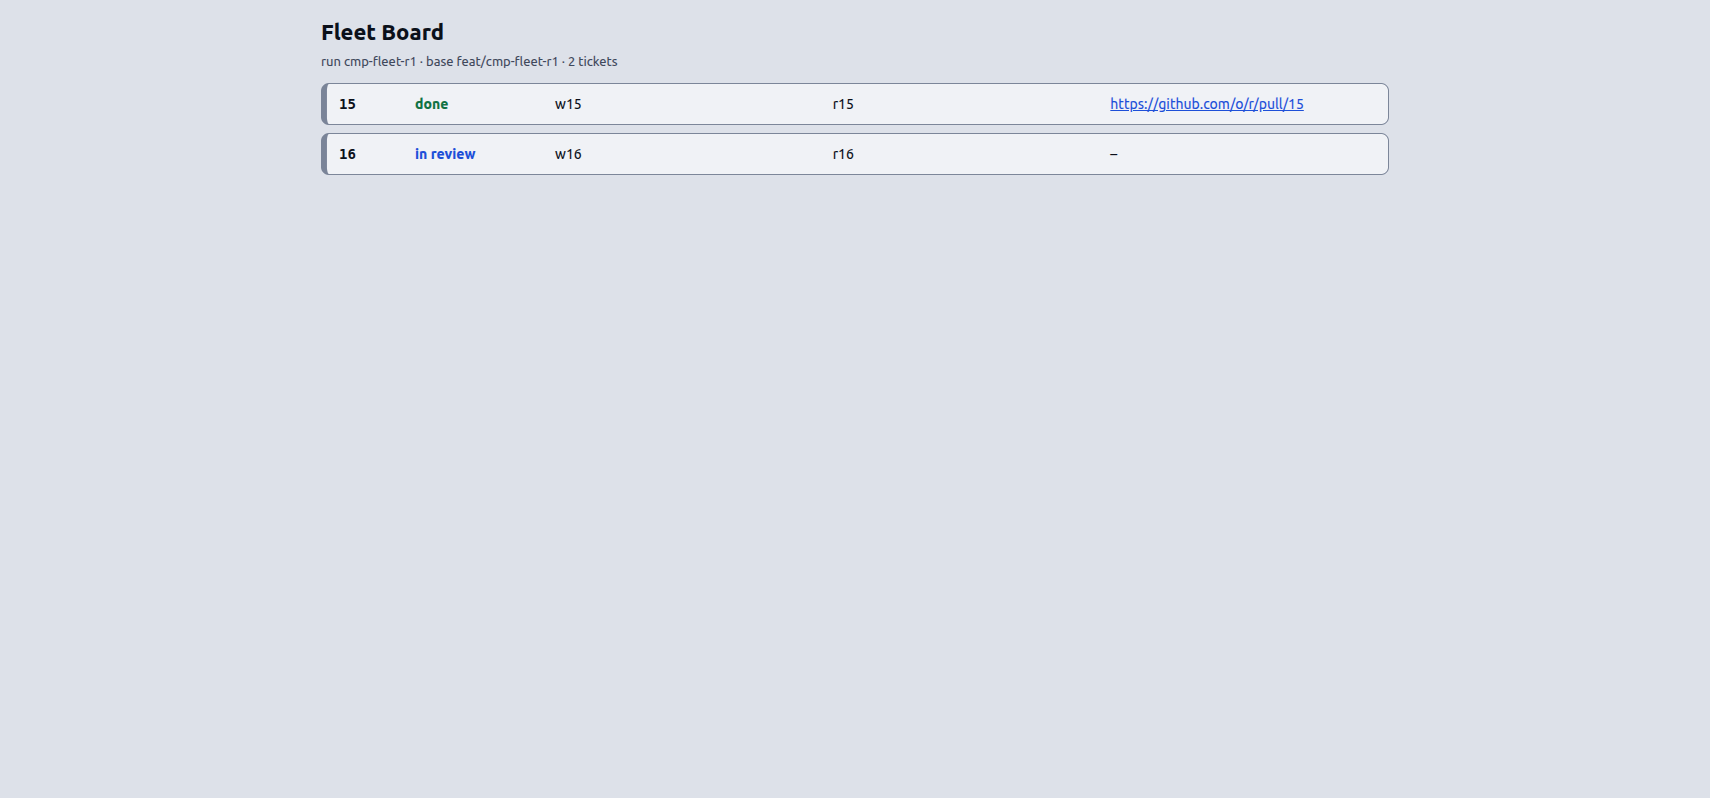 Fleet Board
run cmp-fleet-r1 · base feat/cmp-fleet-r1 · 2 tickets
15 done w15 r15 https://github.com/o/r/pull/15
16 in review w16 r16 –